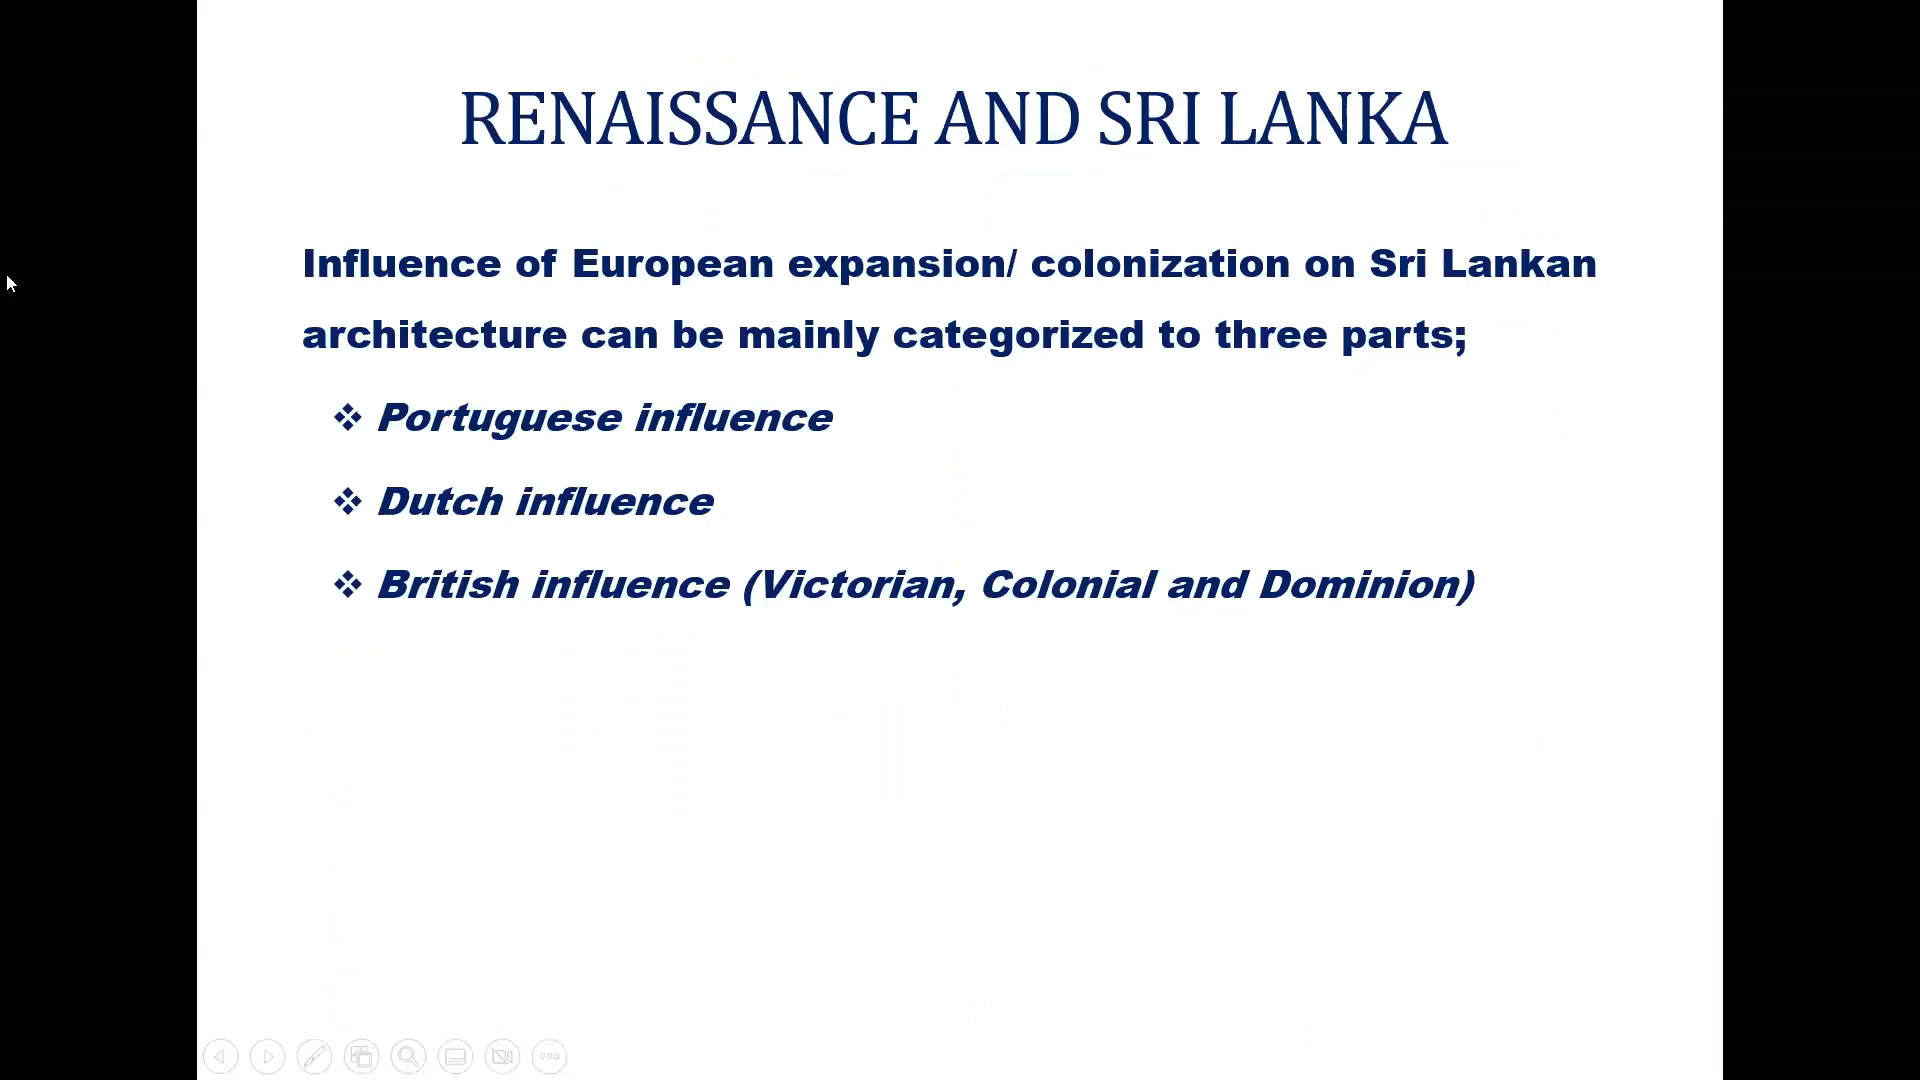 RENAISSANCE AND SRI LANKA
Influence of European expansion/ colonization on Sri Lankan
architecture can be mainly categorized to three parts;
❖ Portuguese influence
❖ Dutch influence
❖ British influence (Victorian, Colonial and Dominion)